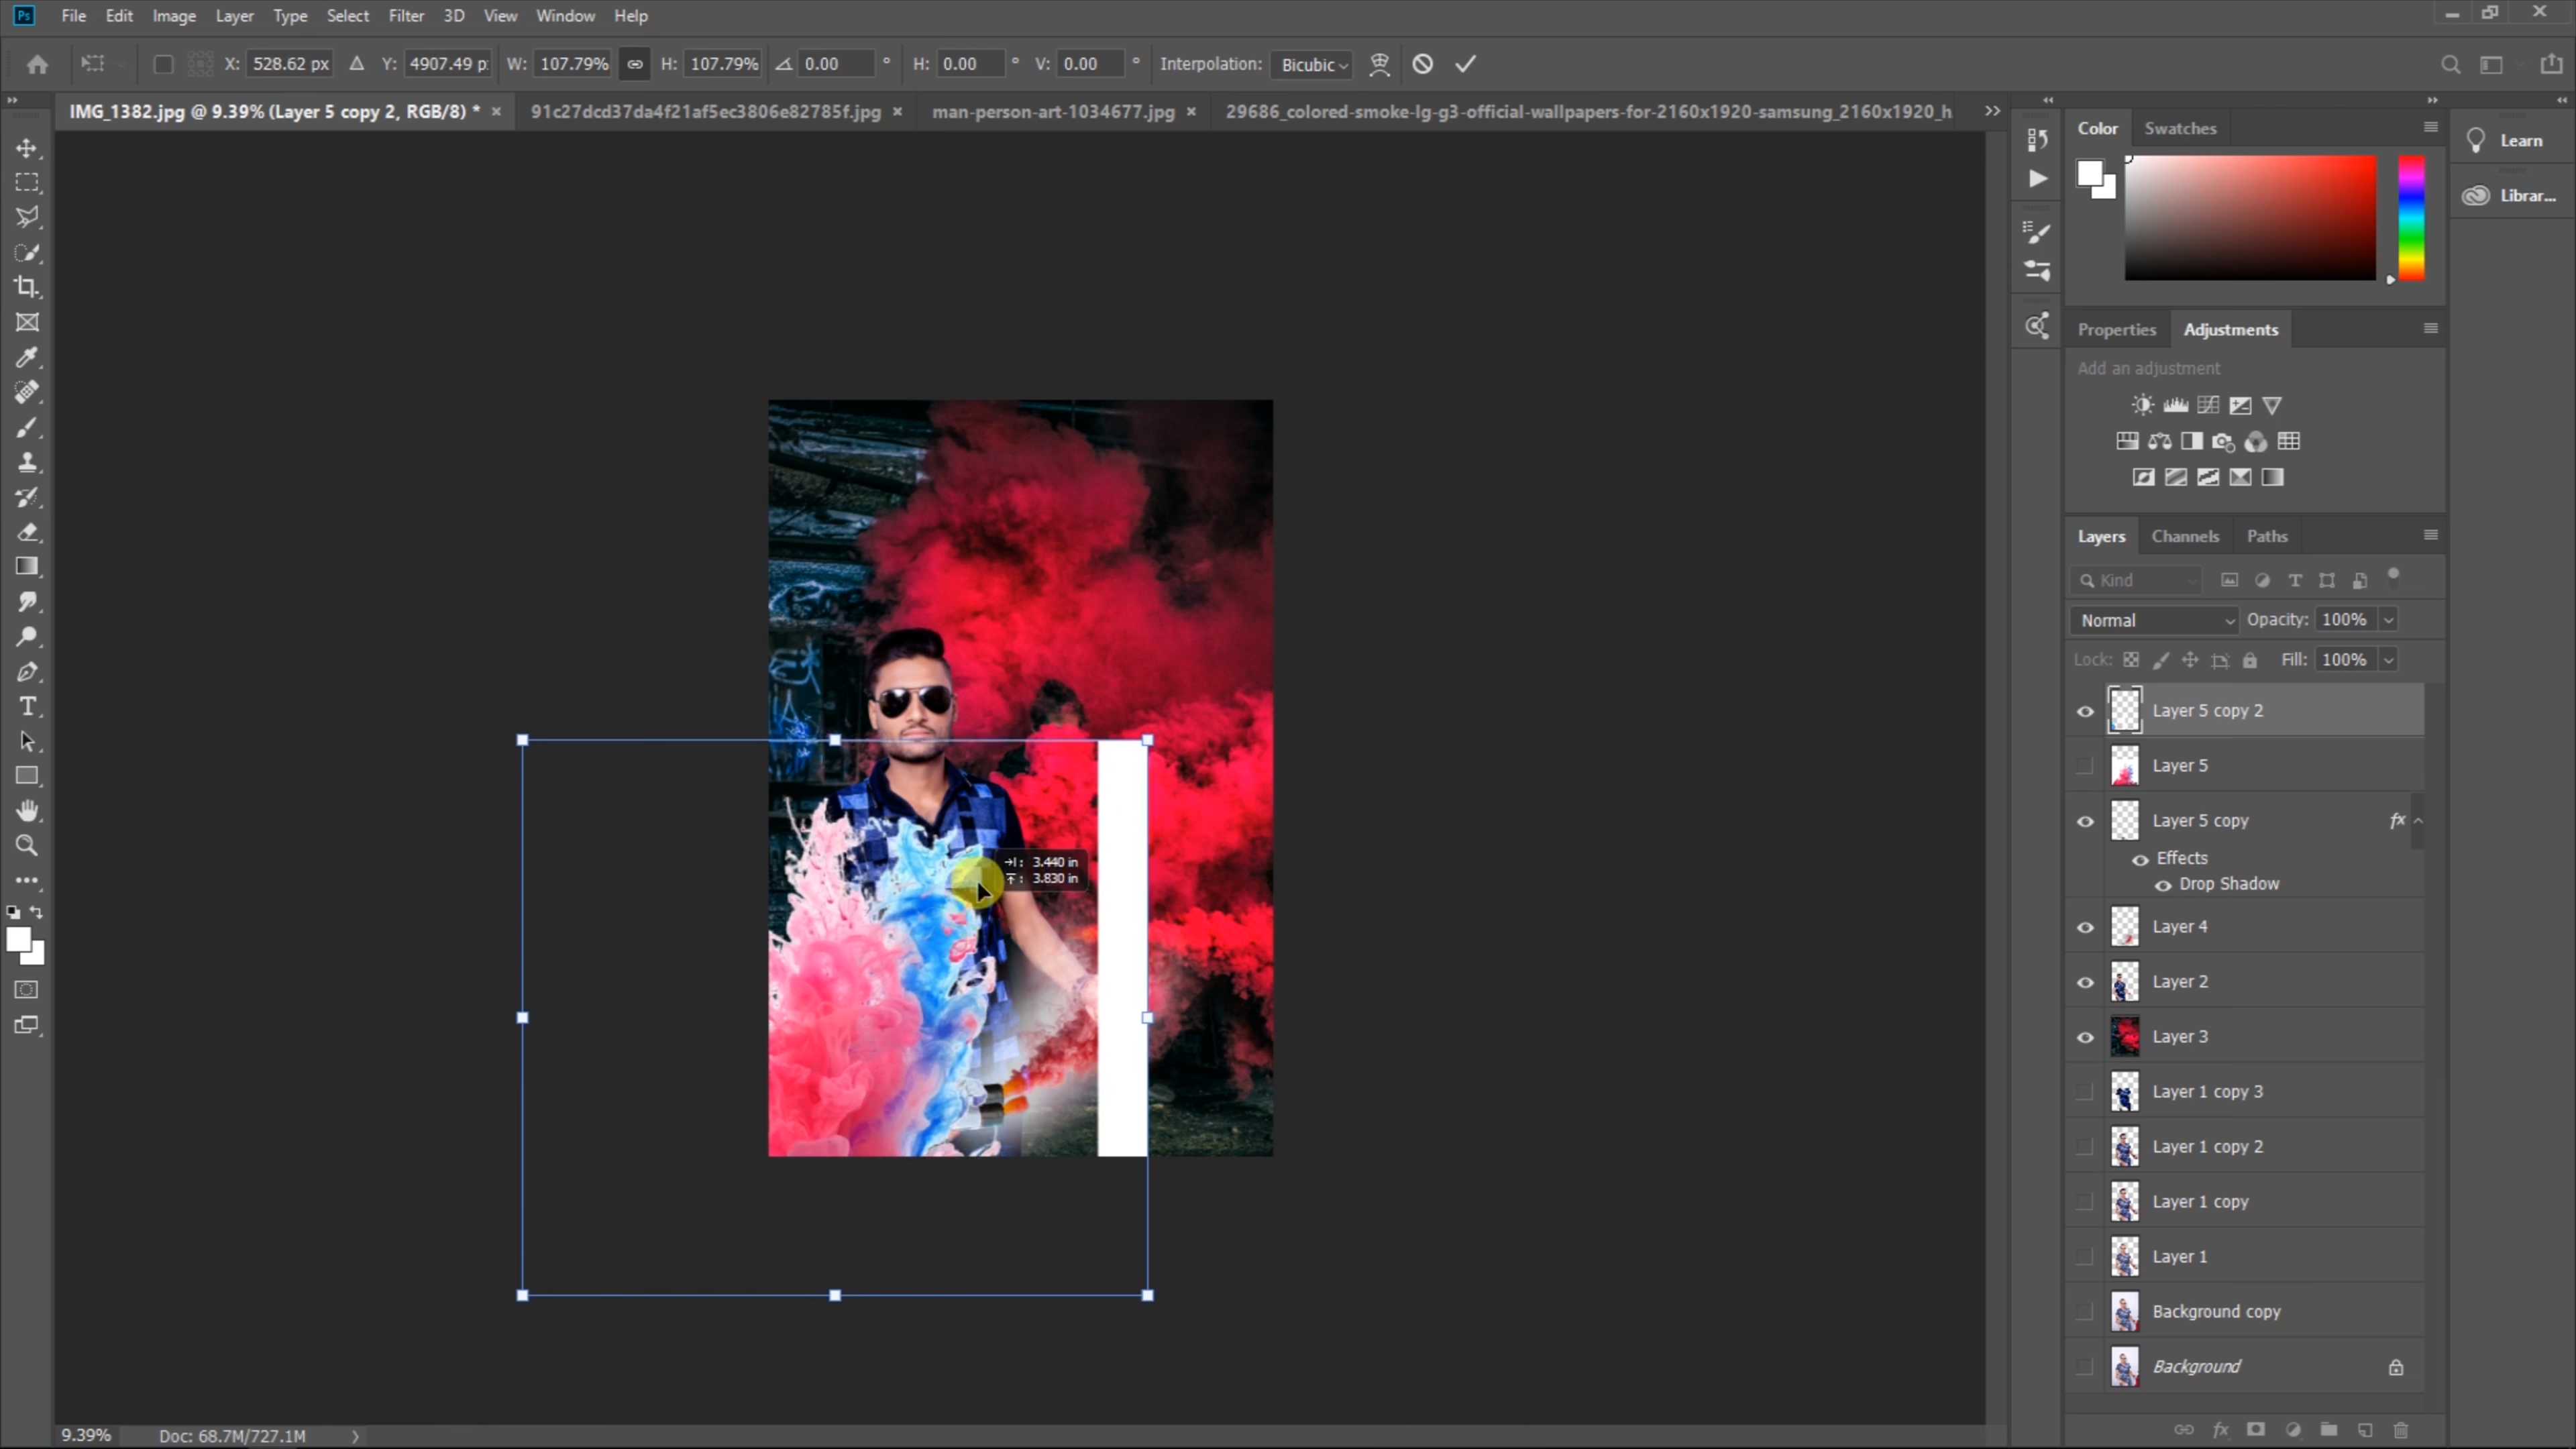 Ps File Edit Image Layer Type Select Filter 3D View Window Help
X: 528.62 px Δ Y: 4907.49 p W: 107.79% H: 107.79% 0.00 ° H: 0.00 ° V: 0.00 ° Interpolation: Bicubic
IMG_1382.jpg @ 9.39% (Layer 5 copy 2, RGB/8) * × 91c27dcd37da4f21af5ec3806e82785f.jpg × man-person-art-1034677.jpg × 29686_colored-smoke-lg-g3-official-wallpapers-for-2160x1920-samsung_2160x1920_h
Color Swatches
Learn
Librar...
Properties Adjustments
Add an adjustment
Layers Channels Paths
Kind
Normal Opacity: 100%
Lock: Fill: 100%
Layer 5 copy 2
Layer 5
Layer 5 copy fx
Effects
Drop Shadow
Layer 4
Layer 2
Layer 3
Layer 1 copy 3
Layer 1 copy 2
Layer 1 copy
Layer 1
Background copy
Background
3.440 in
3.830 in
9.39% Doc: 68.7M/727.1M